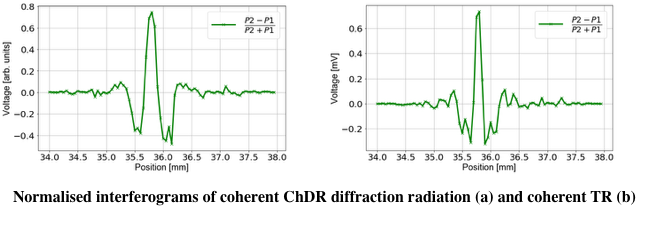 0.8
0.6
0.4
0.2
0.0
−0.2
−0.4
Voltage [arb. units]
P2−P1
P2+P1
34.0 34.5 35.0 35.5 36.0 36.5 37.0 37.5 38.0
Position [mm]
0.6
0.4
0.2
0.0
−0.2
Voltage [mV]
P2−P1
P2+P1
34.0 34.5 35.0 35.5 36.0 36.5 37.0 37.5 38.0
Position [mm]
Normalised interferograms of coherent ChDR diffraction radiation (a) and coherent TR (b)